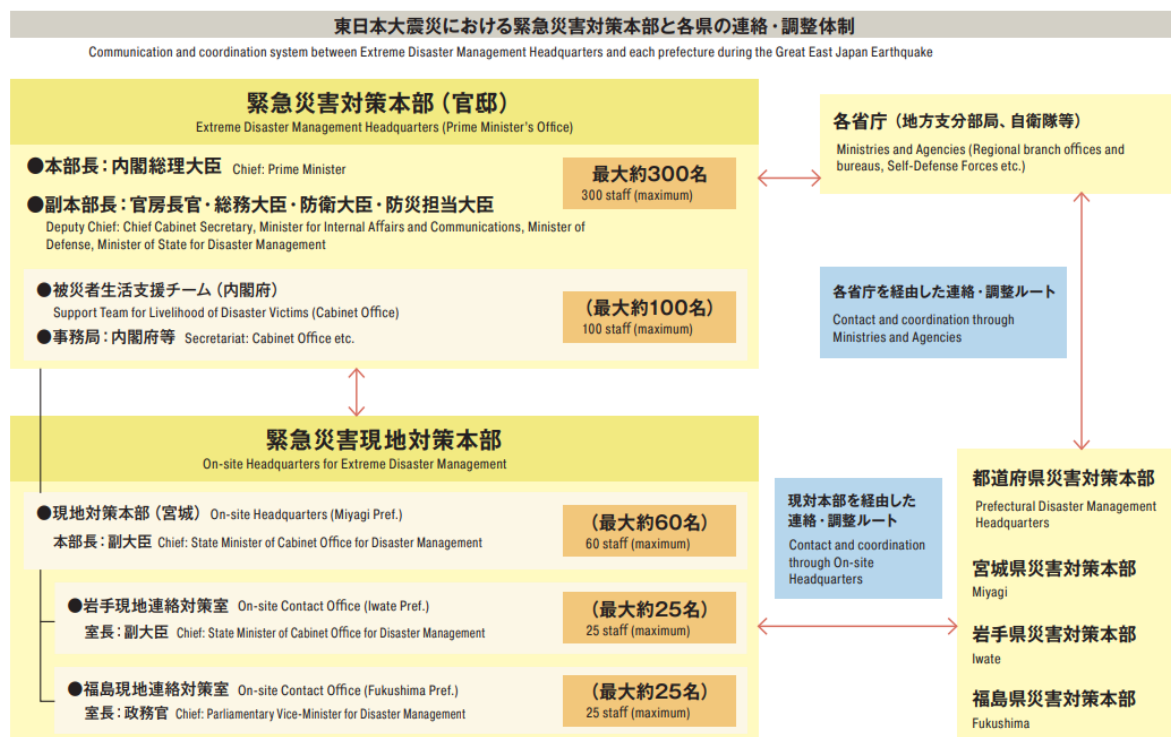 東日本大震災における緊急災害対策本部と各県の連絡・調整体制
Communication and coordination system between Extreme Disaster Management Headquarters and each prefecture during the Great East Japan Earthquake
緊急災害対策本部（官邸）
Extreme Disaster Management Headquarters (Prime Minister's Office)
●本部長：内閣総理大臣 Chief: Prime Minister
最大約300名
300 staff (maximum)
●副本部長：官房長官・総務大臣・防衛大臣・防災担当大臣
Deputy Chief: Chief Cabinet Secretary, Minister for Internal Affairs and Communications, Minister of
Defense, Minister of State for Disaster Management
●被災者生活支援チーム（内閣府）
Support Team for Livelihood of Disaster Victims (Cabinet Office)
●事務局：内閣府等 Secretariat: Cabinet Office etc.
（最大約100名）
100 staff (maximum)
各省庁（地方支分部局、自衛隊等）
Ministries and Agencies (Regional branch offices and
bureaus, Self-Defense Forces etc.)
各省庁を経由した連絡・調整ルート
Contact and coordination through
Ministries and Agencies
緊急災害現地対策本部
On-site Headquarters for Extreme Disaster Management
●現地対策本部（宮城） On-site Headquarters (Miyagi Pref.)
本部長：副大臣 Chief: State Minister of Cabinet Office for Disaster Management
（最大約60名）
60 staff (maximum)
●岩手現地連絡対策室 On-site Contact Office (Iwate Pref.)
室長：副大臣 Chief: State Minister of Cabinet Office for Disaster Management
（最大約25名）
25 staff (maximum)
●福島現地連絡対策室 On-site Contact Office (Fukushima Pref.)
室長：政務官 Chief: Parliamentary Vice-Minister for Disaster Management
（最大約25名）
25 staff (maximum)
現対本部を経由した
連絡・調整ルート
Contact and coordination
through On-site
Headquarters
都道府県災害対策本部
Prefectural Disaster Management
Headquarters
宮城県災害対策本部
Miyagi
岩手県災害対策本部
Iwate
福島県災害対策本部
Fukushima